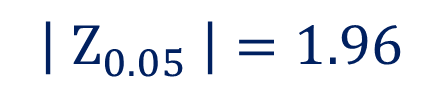 | Z₀.₀₅ | = 1.96